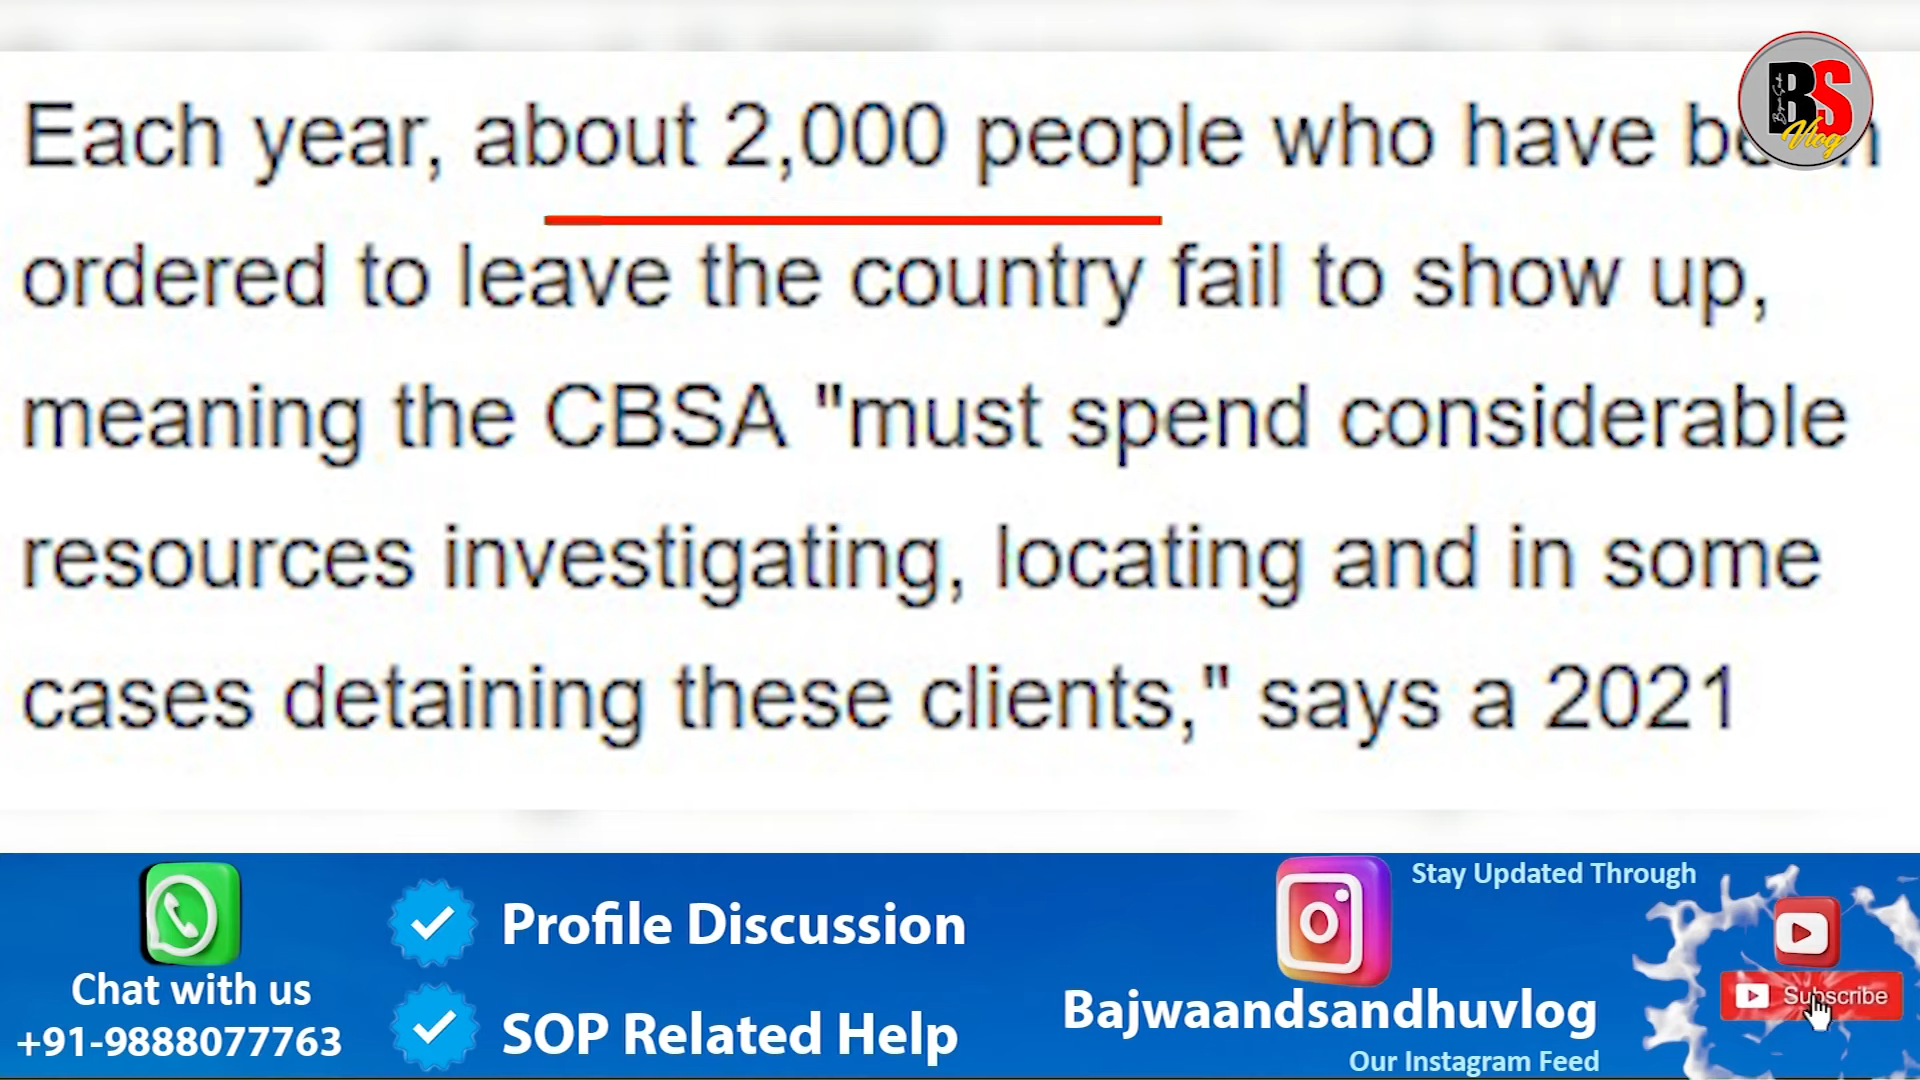 Each year, about 2,000 people who have been
ordered to leave the country fail to show up,
meaning the CBSA "must spend considerable
resources investigating, locating and in some
cases detaining these clients," says a 2021
BS
Vlog
Chat with us
+91-9888077763
Profile Discussion
SOP Related Help
Stay Updated Through
Bajwaandsandhuvlog
Our Instagram Feed
Subscribe